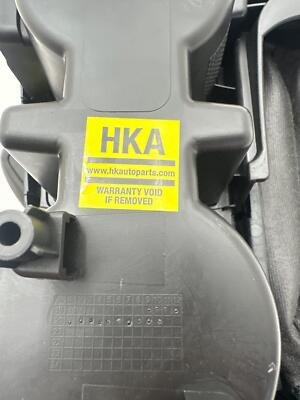 HKA
www.hkautoparts.com
WARRANTY VOID
IF REMOVED